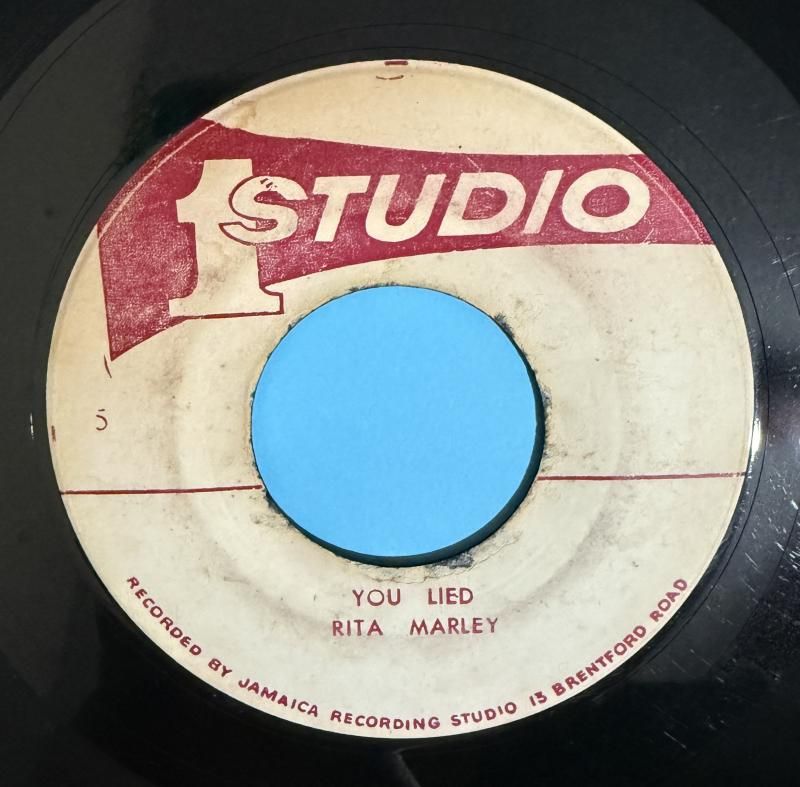 1 STUDIO
5
YOU LIED
RITA MARLEY
RECORDED BY JAMAICA RECORDING STUDIO 13 BRENTFORD ROAD